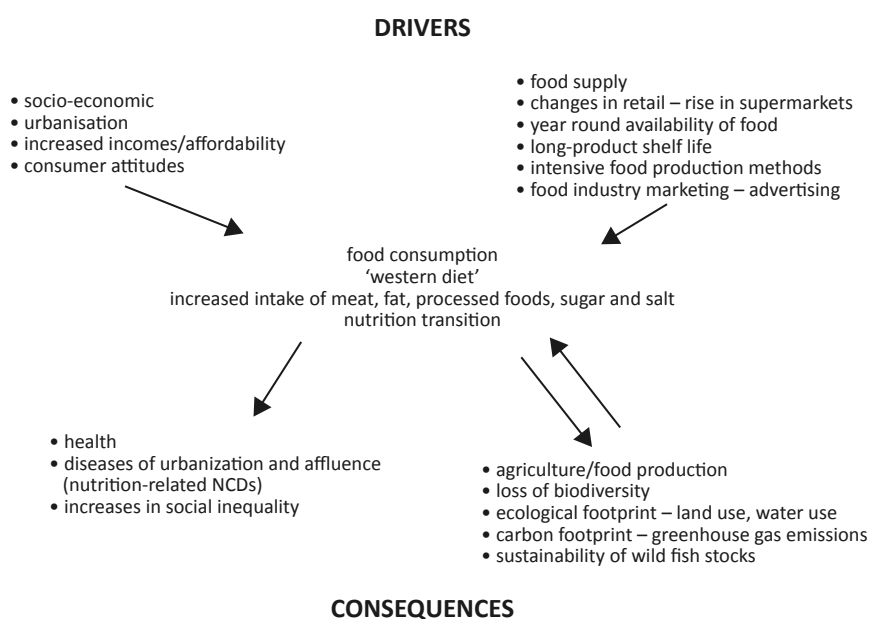 DRIVERS
• socio-economic
• urbanisation
• increased incomes/affordability
• consumer attitudes
• food supply
• changes in retail – rise in supermarkets
• year round availability of food
• long-product shelf life
• intensive food production methods
• food industry marketing – advertising
food consumption
‘western diet’
increased intake of meat, fat, processed foods, sugar and salt
nutrition transition
• health
• diseases of urbanization and affluence
(nutrition-related NCDs)
• increases in social inequality
• agriculture/food production
• loss of biodiversity
• ecological footprint – land use, water use
• carbon footprint – greenhouse gas emissions
• sustainability of wild fish stocks
CONSEQUENCES